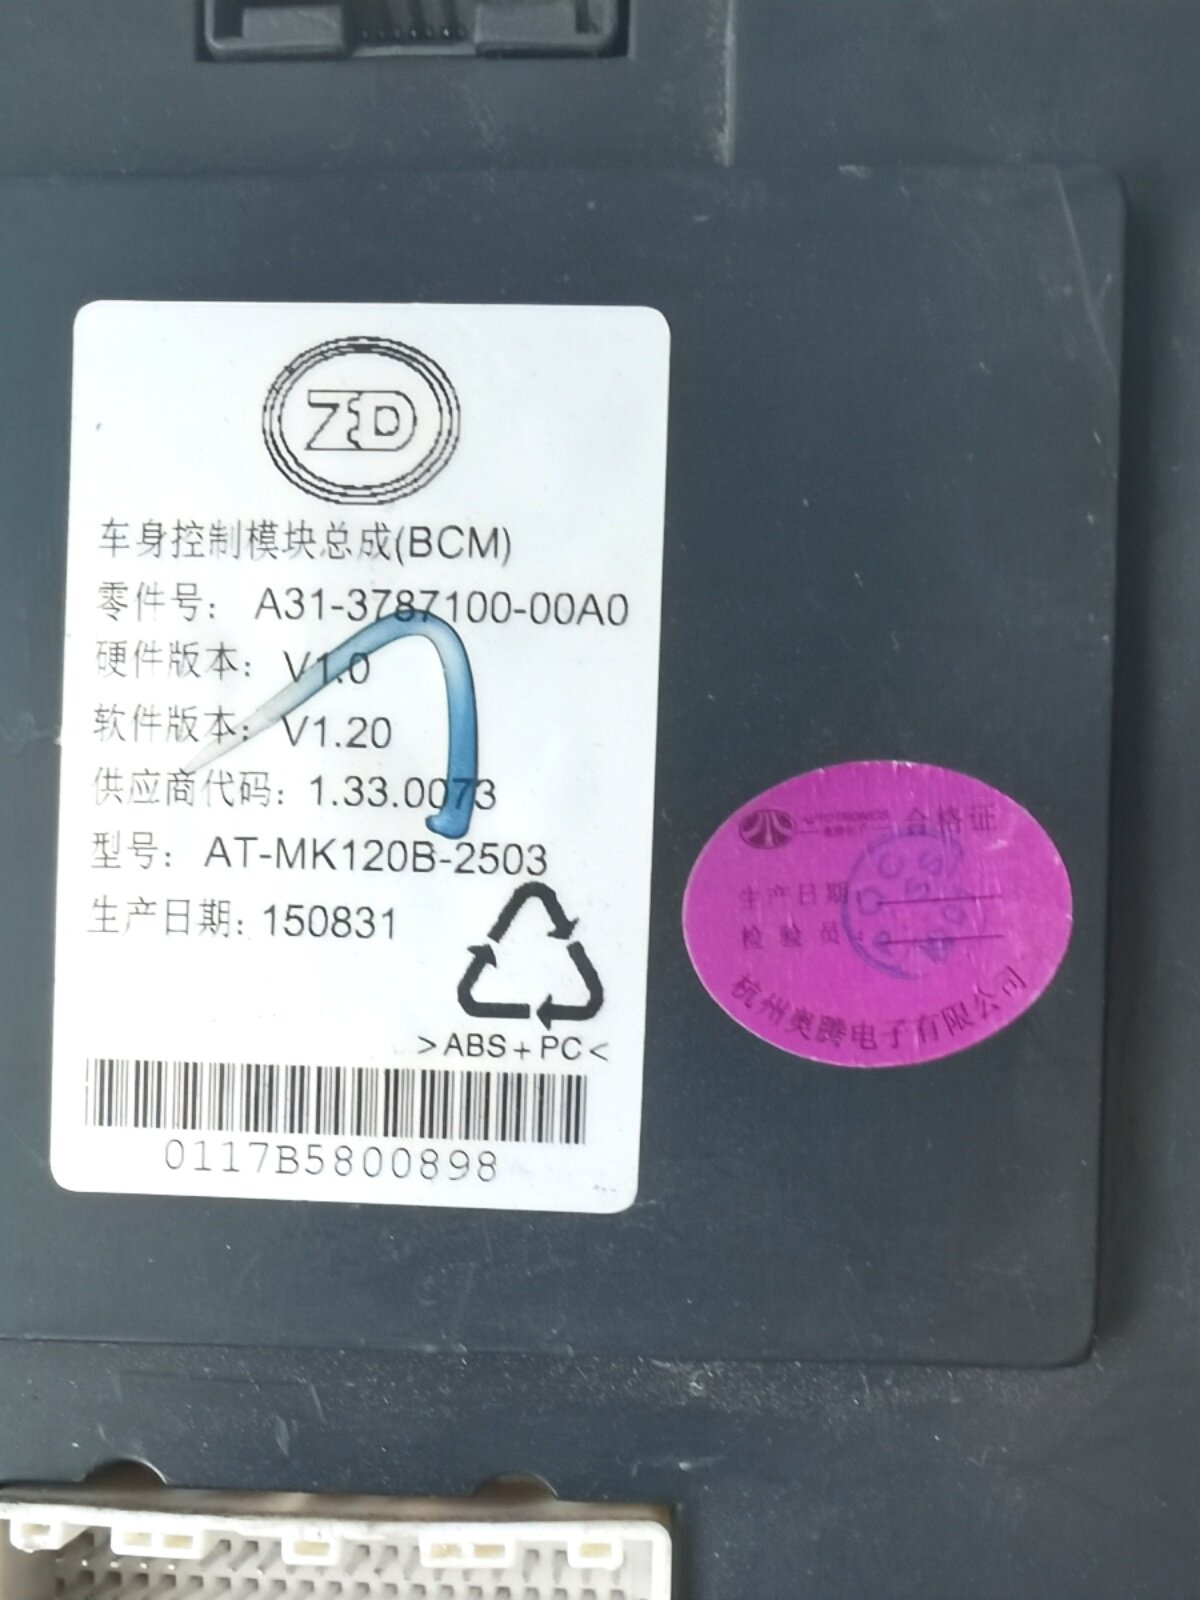 ZD
车身控制模块总成(BCM)
零件号： A31-3787100-00A0
硬件版本： V1.0
软件版本： V1.20
供应商代码： 1.33.0073
型号： AT-MK120B-2503
生产日期: 150831
>ABS+PC<
0117B5800898
合格证
生产日期
检验员:
杭州奥腾电子有限公司